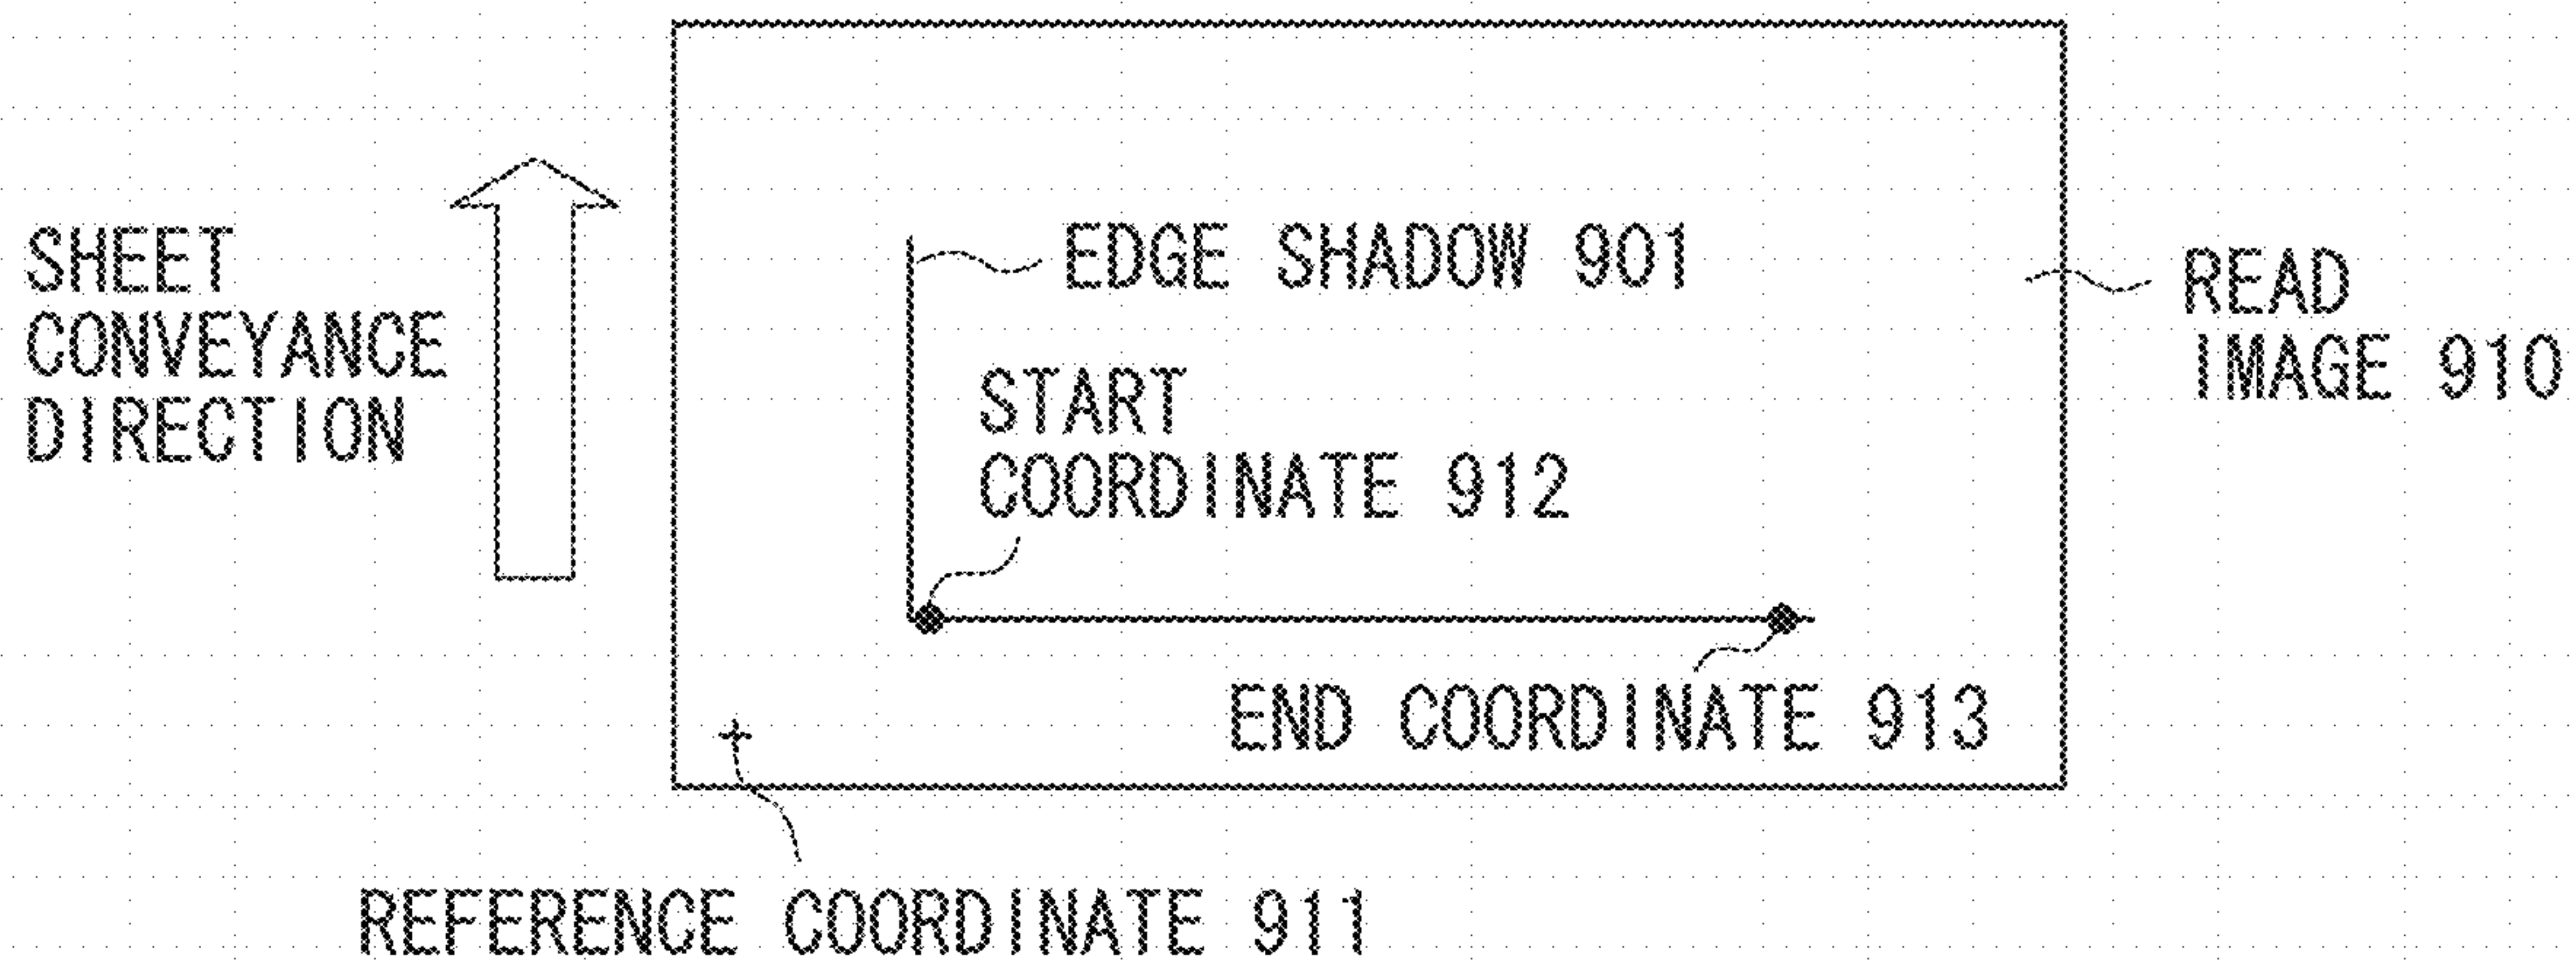 SHEET
CONVEYANCE
DIRECTION
EDGE SHADOW 901
START
COORDINATE 912
READ
IMAGE 910
END COORDINATE 913
REFERENCE COORDINATE 911